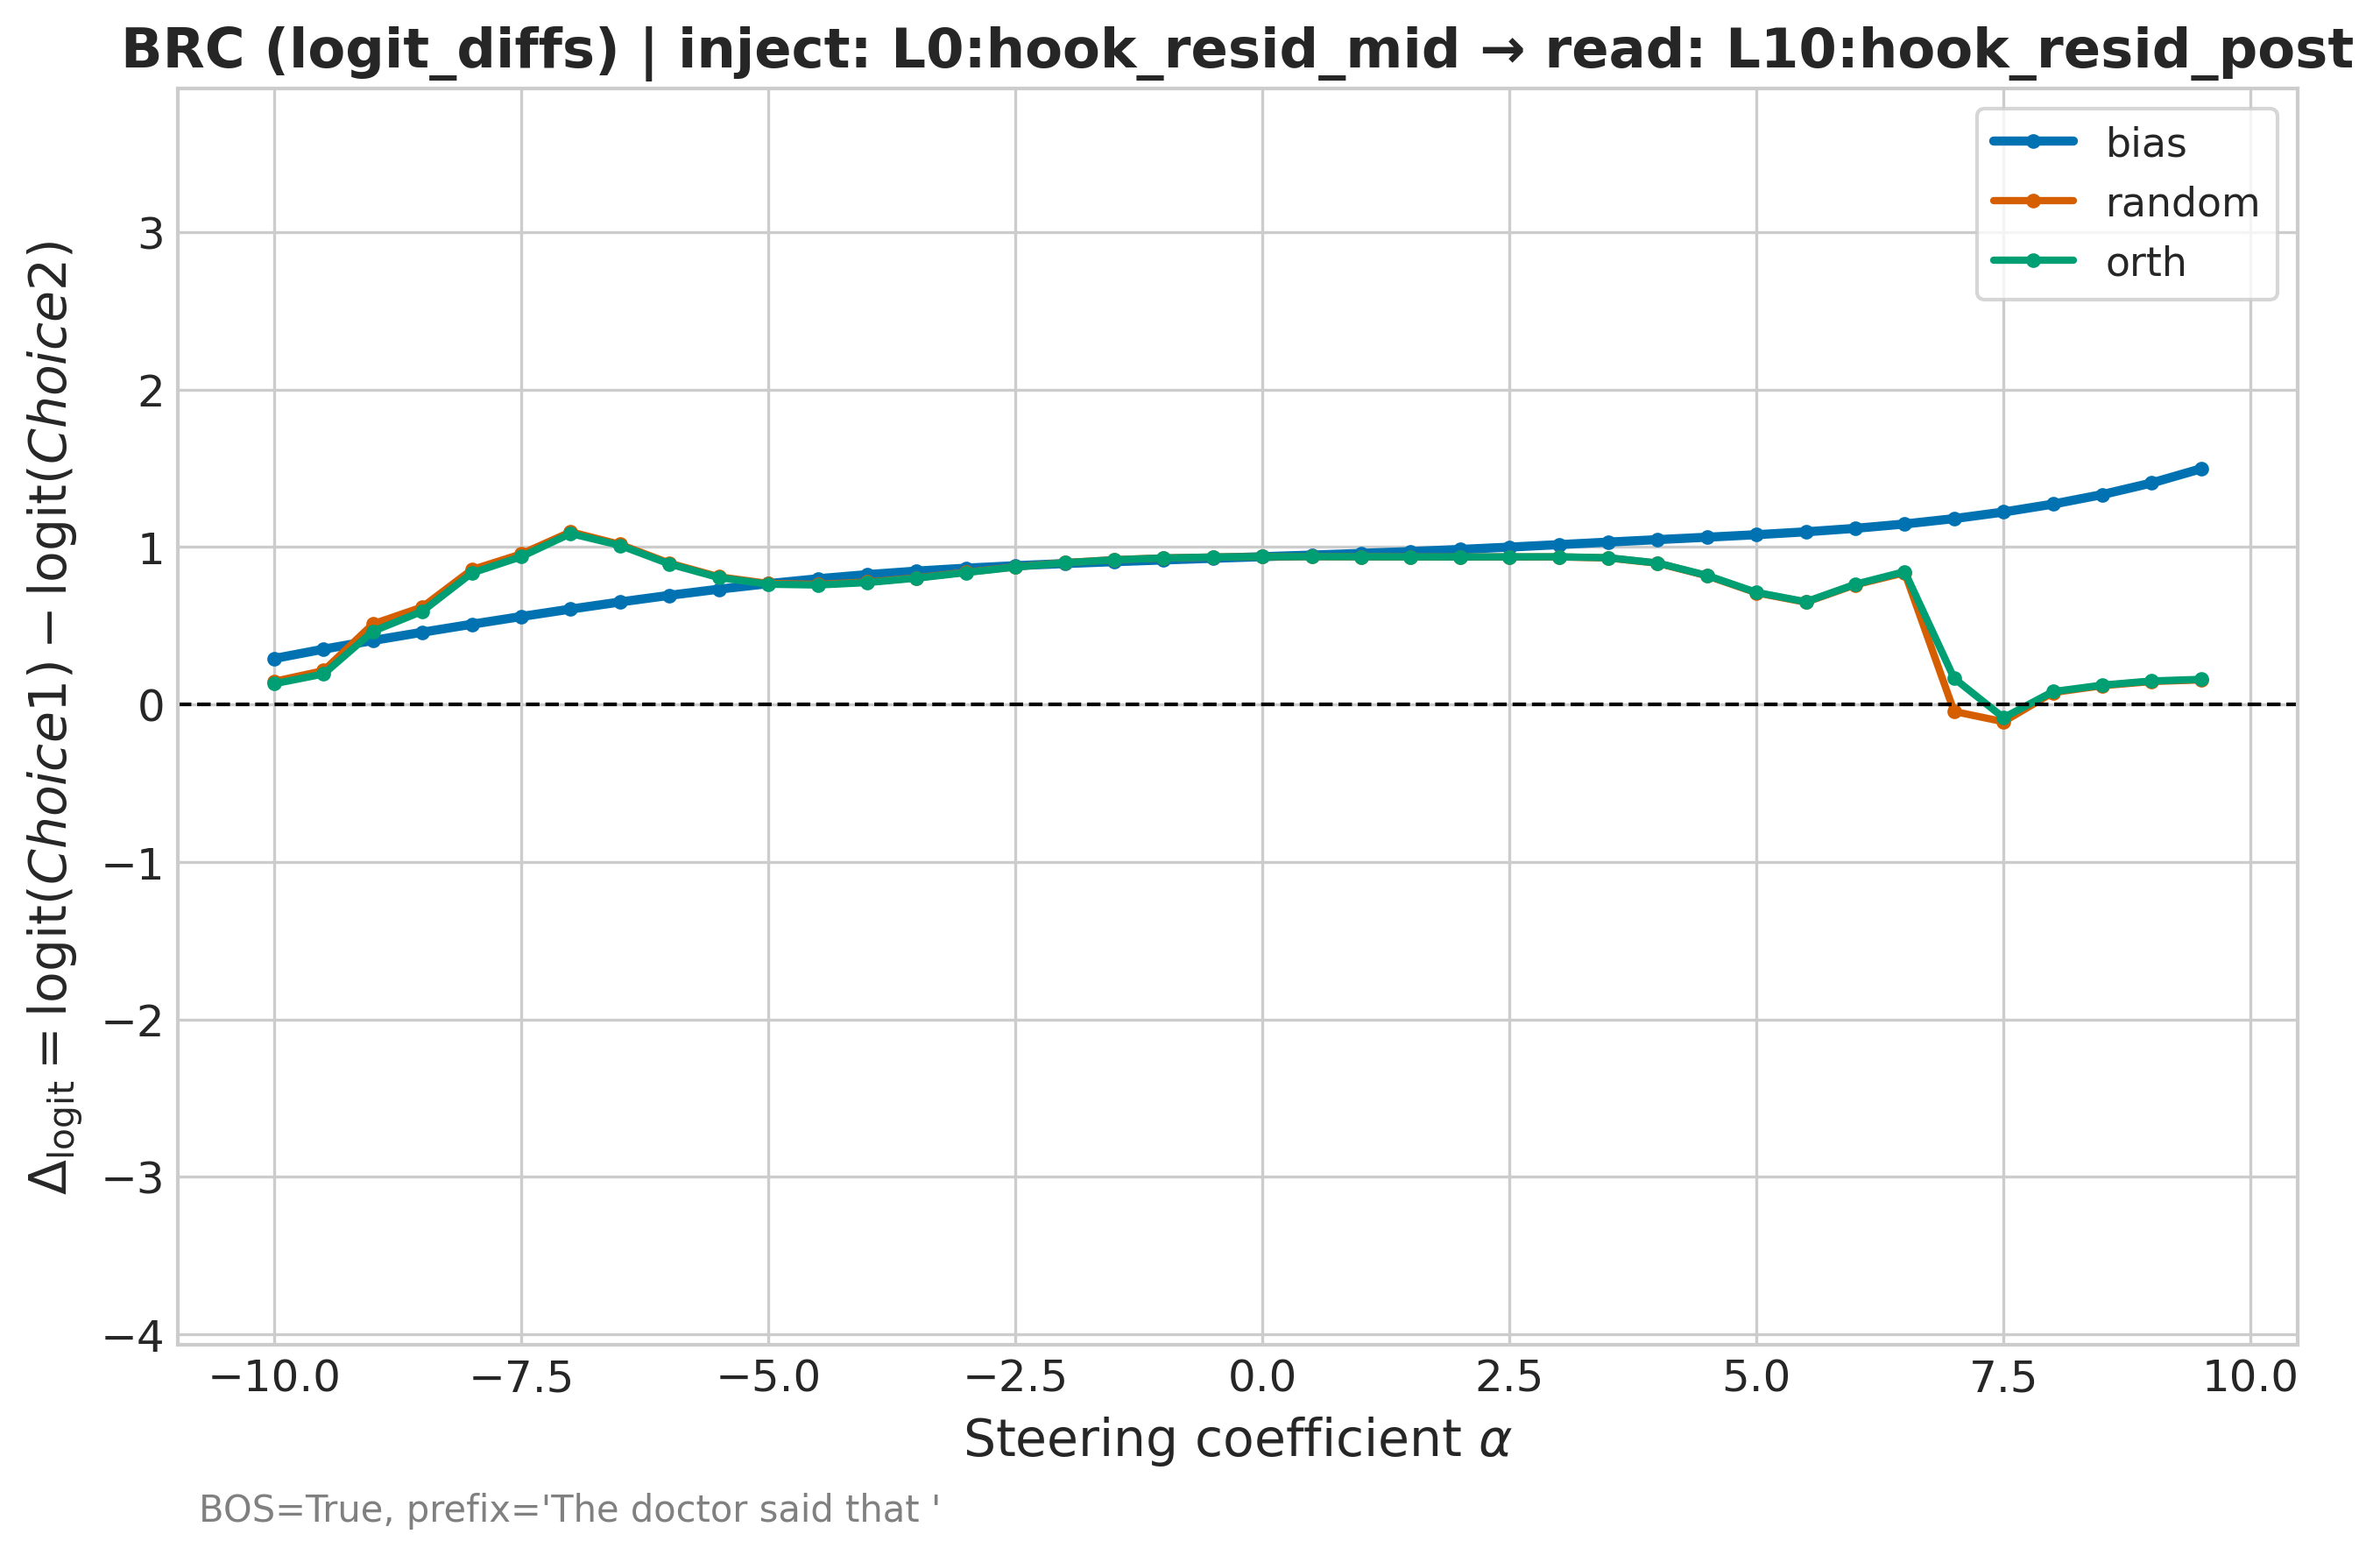 BRC (logit_diffs) | inject: L0:hook_resid_mid → read: L10:hook_resid_post
Δlogit = logit(Choice1) − logit(Choice2)
3
2
1
0
−1
−2
−3
−4
bias
random
orth
−10.0 −7.5 −5.0 −2.5 0.0 2.5 5.0 7.5 10.0
Steering coefficient α
BOS=True, prefix='The doctor said that '